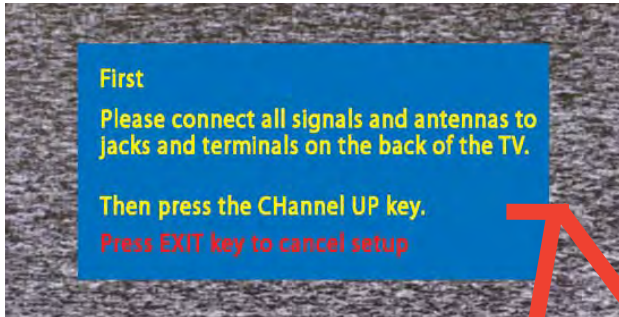 First
Please connect all signals and antennas to
jacks and terminals on the back of the TV.
Then press the CHannel UP key.
Press EXIT key to cancel setup